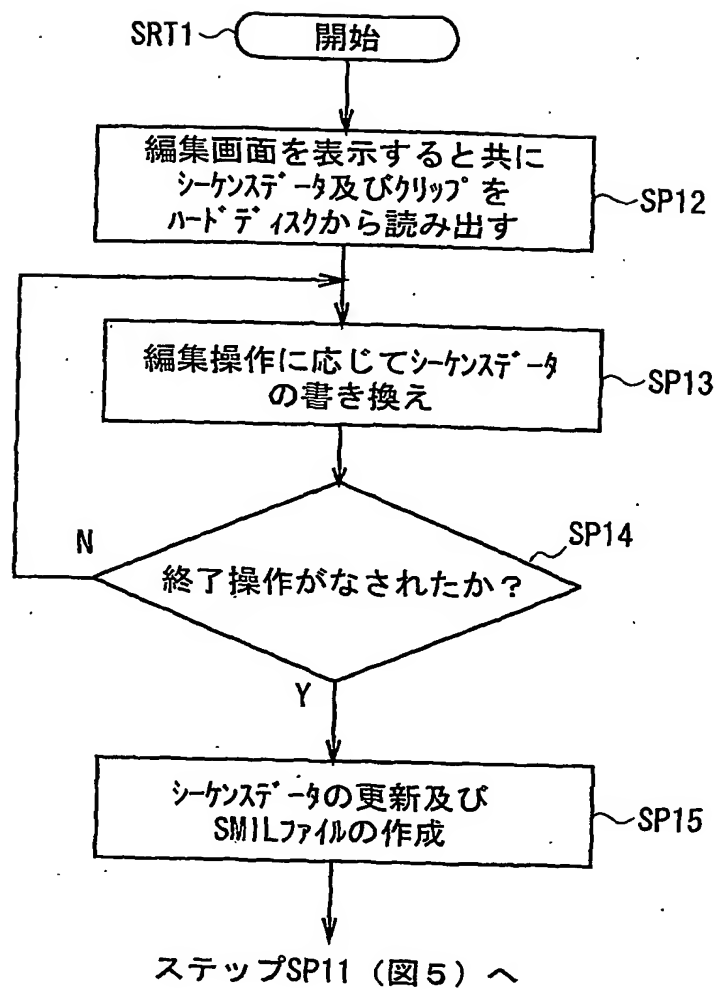 SRT1
開始
編集画面を表示すると共に
ｼｰｹﾝｽﾃﾞｰﾀ及びｸﾘｯﾌﾟを
ﾊｰﾄﾞﾃﾞｨｽｸから読み出す
SP12
編集操作に応じてｼｰｹﾝｽﾃﾞｰﾀ
の書き換え
SP13
SP14
N
終了操作がなされたか？
Y
ｼｰｹﾝｽﾃﾞｰﾀの更新及び
SMILﾌｧｲﾙの作成
SP15
ステップSP11（図５）へ